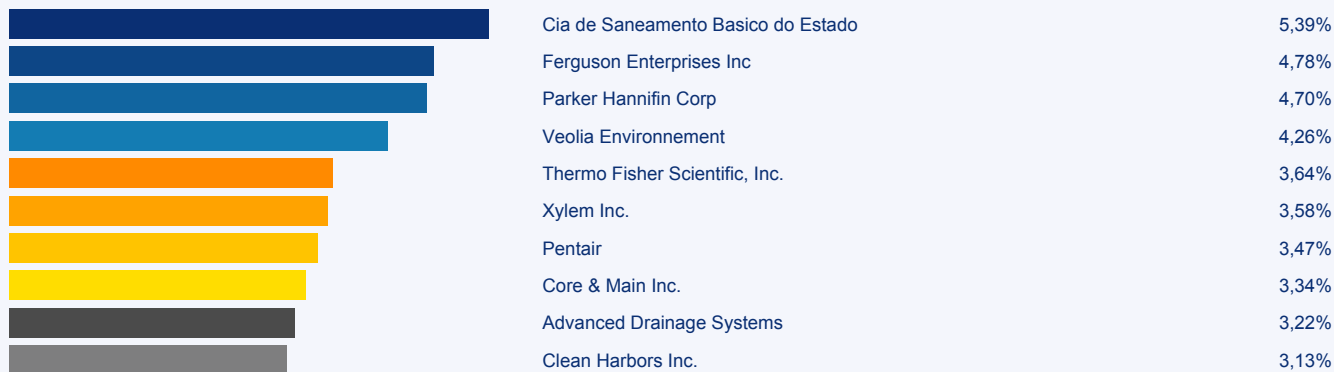 Cia de Saneamento Basico do Estado 5,39%
Ferguson Enterprises Inc 4,78%
Parker Hannifin Corp 4,70%
Veolia Environnement 4,26%
Thermo Fisher Scientific, Inc. 3,64%
Xylem Inc. 3,58%
Pentair 3,47%
Core & Main Inc. 3,34%
Advanced Drainage Systems 3,22%
Clean Harbors Inc. 3,13%